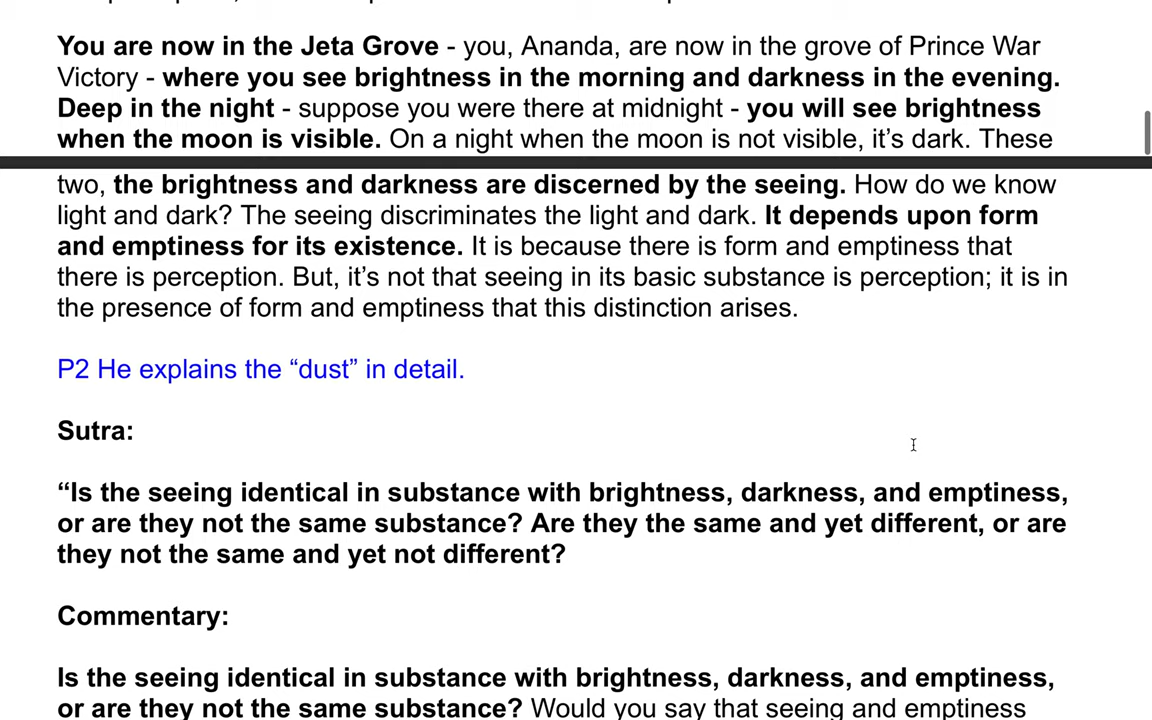 You are now in the Jeta Grove - you, Ananda, are now in the grove of Prince War
Victory - where you see brightness in the morning and darkness in the evening.
Deep in the night - suppose you were there at midnight - you will see brightness
when the moon is visible. On a night when the moon is not visible, it’s dark. These
two, the brightness and darkness are discerned by the seeing. How do we know
light and dark? The seeing discriminates the light and dark. It depends upon form
and emptiness for its existence. It is because there is form and emptiness that
there is perception. But, it’s not that seeing in its basic substance is perception; it is in
the presence of form and emptiness that this distinction arises.
P2 He explains the “dust” in detail.
Sutra:
“Is the seeing identical in substance with brightness, darkness, and emptiness,
or are they not the same substance? Are they the same and yet different, or are
they not the same and yet not different?
Commentary:
Is the seeing identical in substance with brightness, darkness, and emptiness,
or are they not the same substance? Would you say that seeing and emptiness